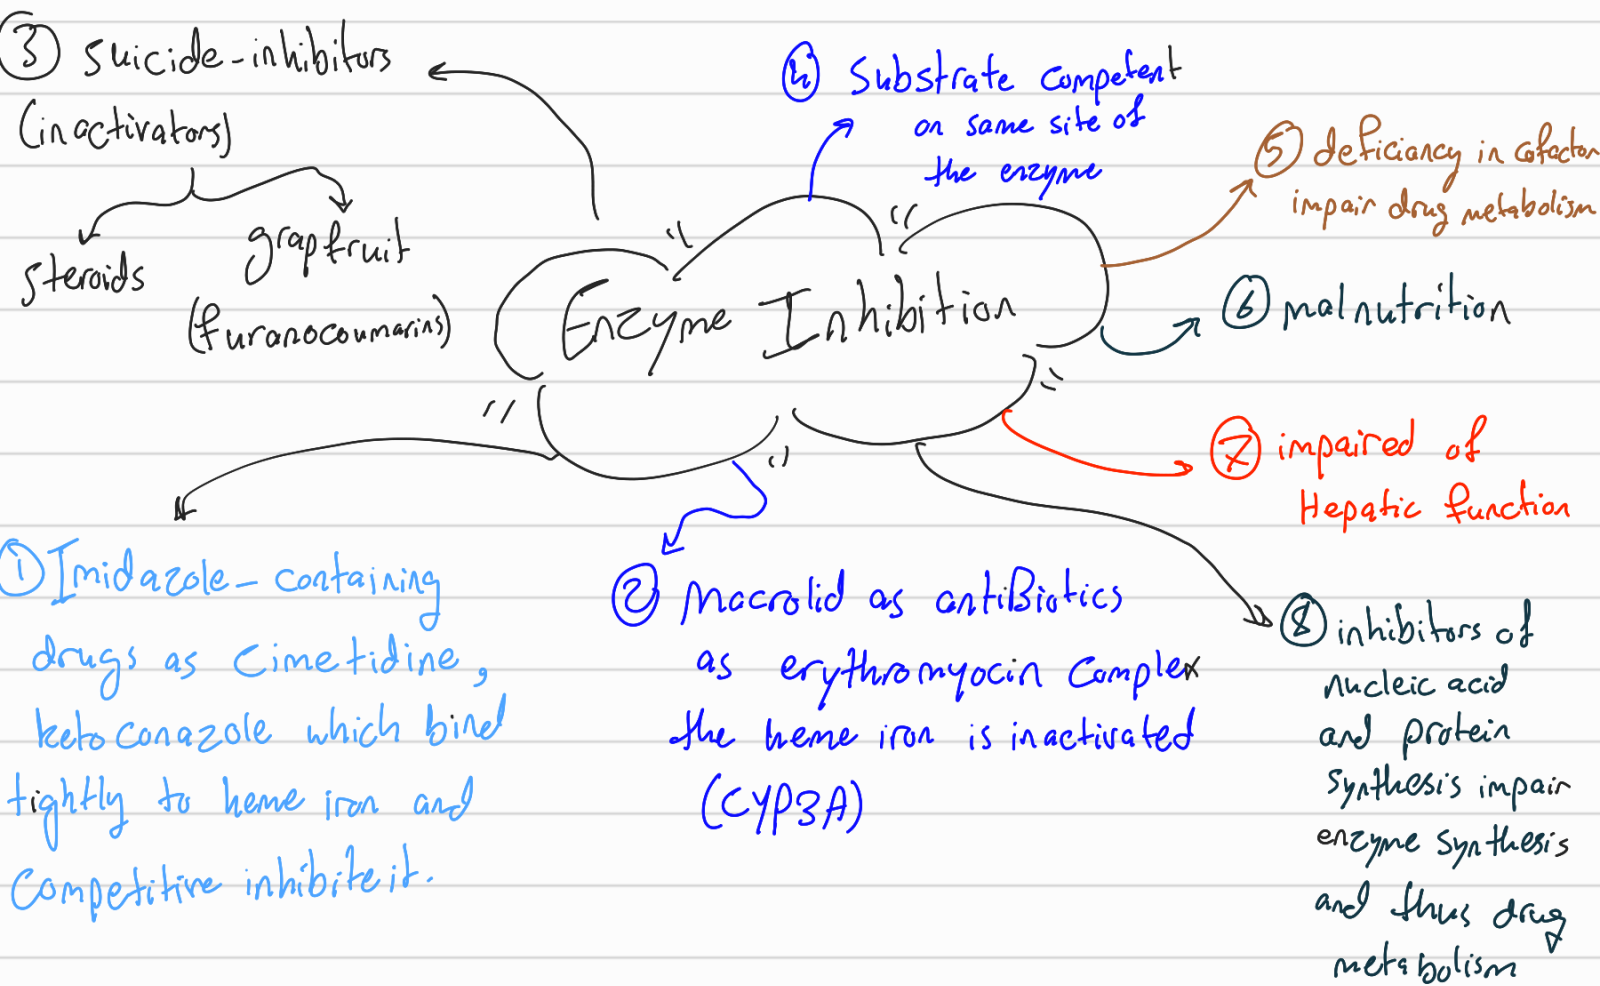 Enzyme Inhibition
① Imidazole-containing
drugs as Cimetidine,
ketoconazole which bind
tightly to heme iron and
Competitive inhibite it.
② Macrolid as antiBiotics
as erythromyocin Complex
the heme iron is inactivated
(CYP3A)
③ Suicide-inhibitors
(inactivators)
steroids
grapfruit
(furanocoumarins)
④ Substrate competent
on same site of
the enzyme
⑤ deficiancy in cofactor
impair drug metabolism
⑥ malnutrition
⑦ impaired of
Hepatic function
⑧ inhibitors of
nucleic acid
and protein
synthesis impair
enzyme synthesis
and thus drug
metabolism